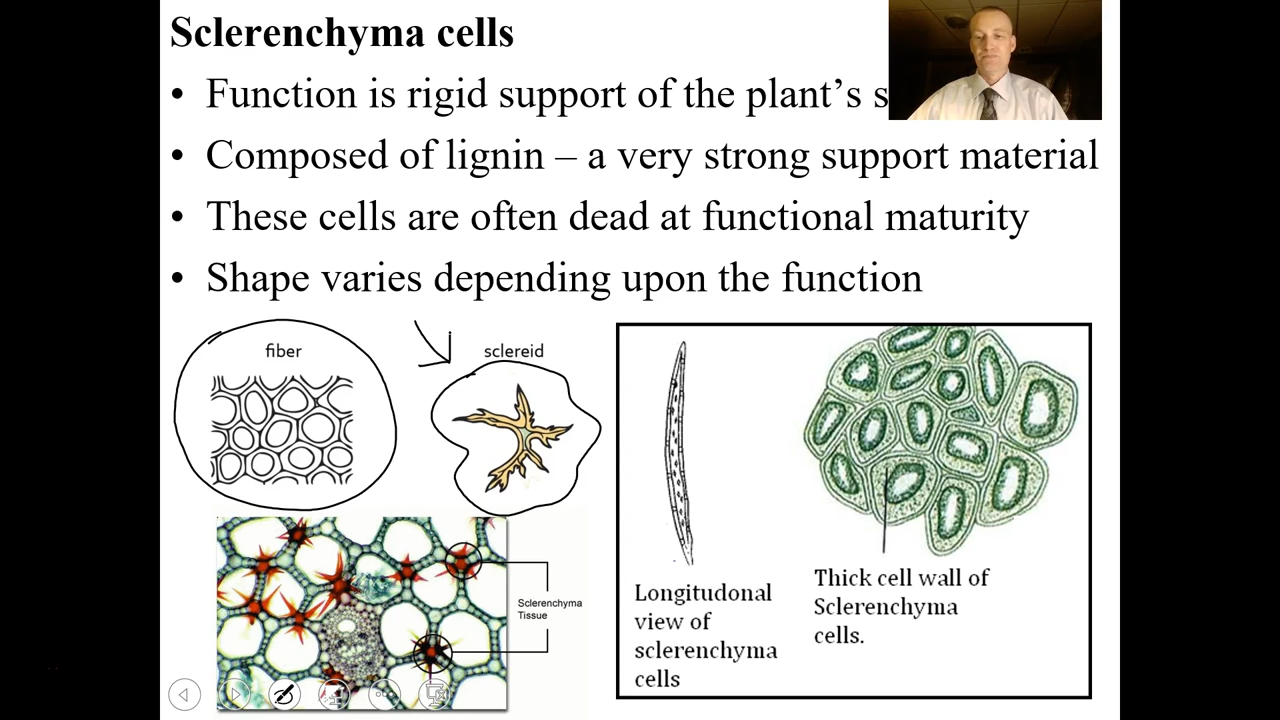 Sclerenchyma cells
• Function is rigid support of the plant’s s
• Composed of lignin – a very strong support material
• These cells are often dead at functional maturity
• Shape varies depending upon the function
fiber
sclereid
Sclerenchyma
Tissue
Longitudonal
view of
sclerenchyma
cells
Thick cell wall of
Sclerenchyma
cells.